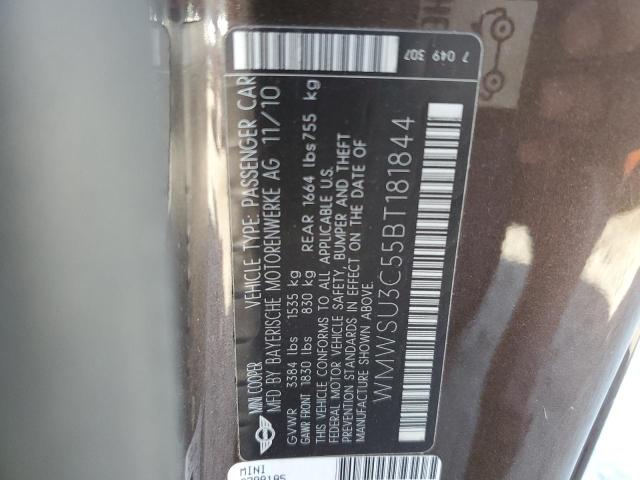 MINI COOPER VEHICLE TYPE: PASSENGER CAR
MFD BY BAYERISCHE MOTORENWERKE AG 11/10
GVWR 3384 lbs 1535 kg
GAWR FRONT 1830 lbs 830 kg REAR 1664 lbs 755 kg
THIS VEHICLE CONFORMS TO ALL APPLICABLE U.S.
FEDERAL MOTOR VEHICLE SAFETY, BUMPER AND THEFT
PREVENTION STANDARDS IN EFFECT ON THE DATE OF
MANUFACTURE SHOWN ABOVE.
WMWSU3C55BT181844
7 049 307
MINI